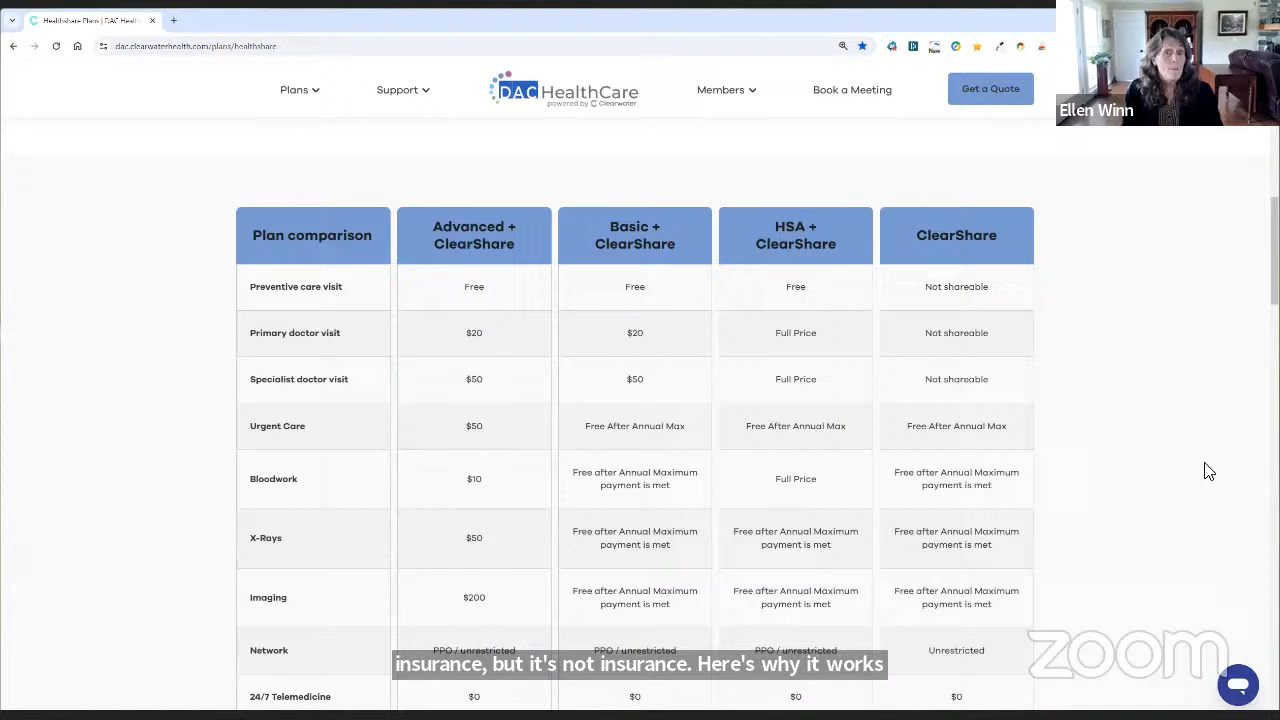 Healthshare Plans | DAC Healt
dac.clearwaterhealth.com/plans/healthshare
New
Plans
Support
DAC HealthCare
powered by Clearwater
Members
Book a Meeting
Get a Quote
Ellen Winn
Plan comparison
Advanced +
ClearShare
Basic +
ClearShare
HSA +
ClearShare
ClearShare
Preventive care visit
Free
Free
Free
Not shareable
Primary doctor visit
$20
$20
Full Price
Not shareable
Specialist doctor visit
$50
$50
Full Price
Not shareable
Urgent Care
$50
Free After Annual Max
Free After Annual Max
Free After Annual Max
Bloodwork
$10
Free after Annual Maximum
payment is met
Full Price
Free after Annual Maximum
payment is met
X-Rays
$50
Free after Annual Maximum
payment is met
Free after Annual Maximum
payment is met
Free after Annual Maximum
payment is met
Imaging
$200
Free after Annual Maximum
payment is met
Free after Annual Maximum
payment is met
Free after Annual Maximum
payment is met
Network
PPO / unrestricted
PPO / unrestricted
PPO / unrestricted
Unrestricted
insurance, but it's not insurance. Here's why it works
zoom
24/7 Telemedicine
$0
$0
$0
$0